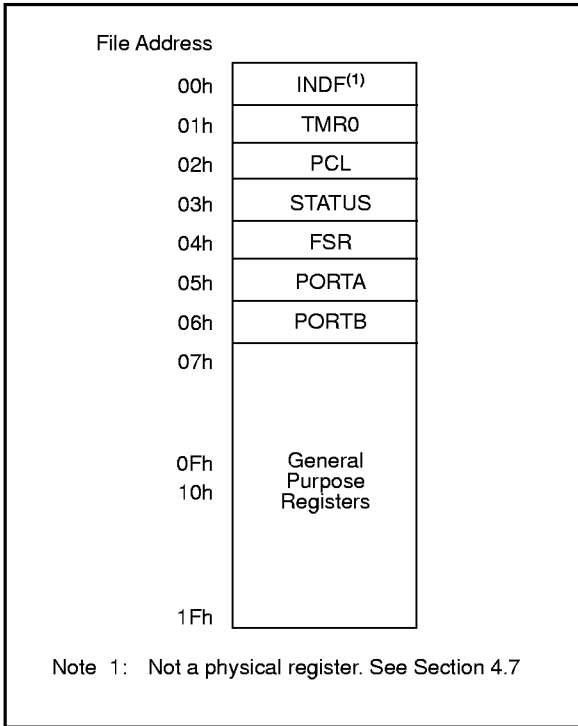 File Address
00h INDF(1)
01h TMR0
02h PCL
03h STATUS
04h FSR
05h PORTA
06h PORTB
07h
0Fh General
Purpose
10h Registers
1Fh
Note 1: Not a physical register. See Section 4.7